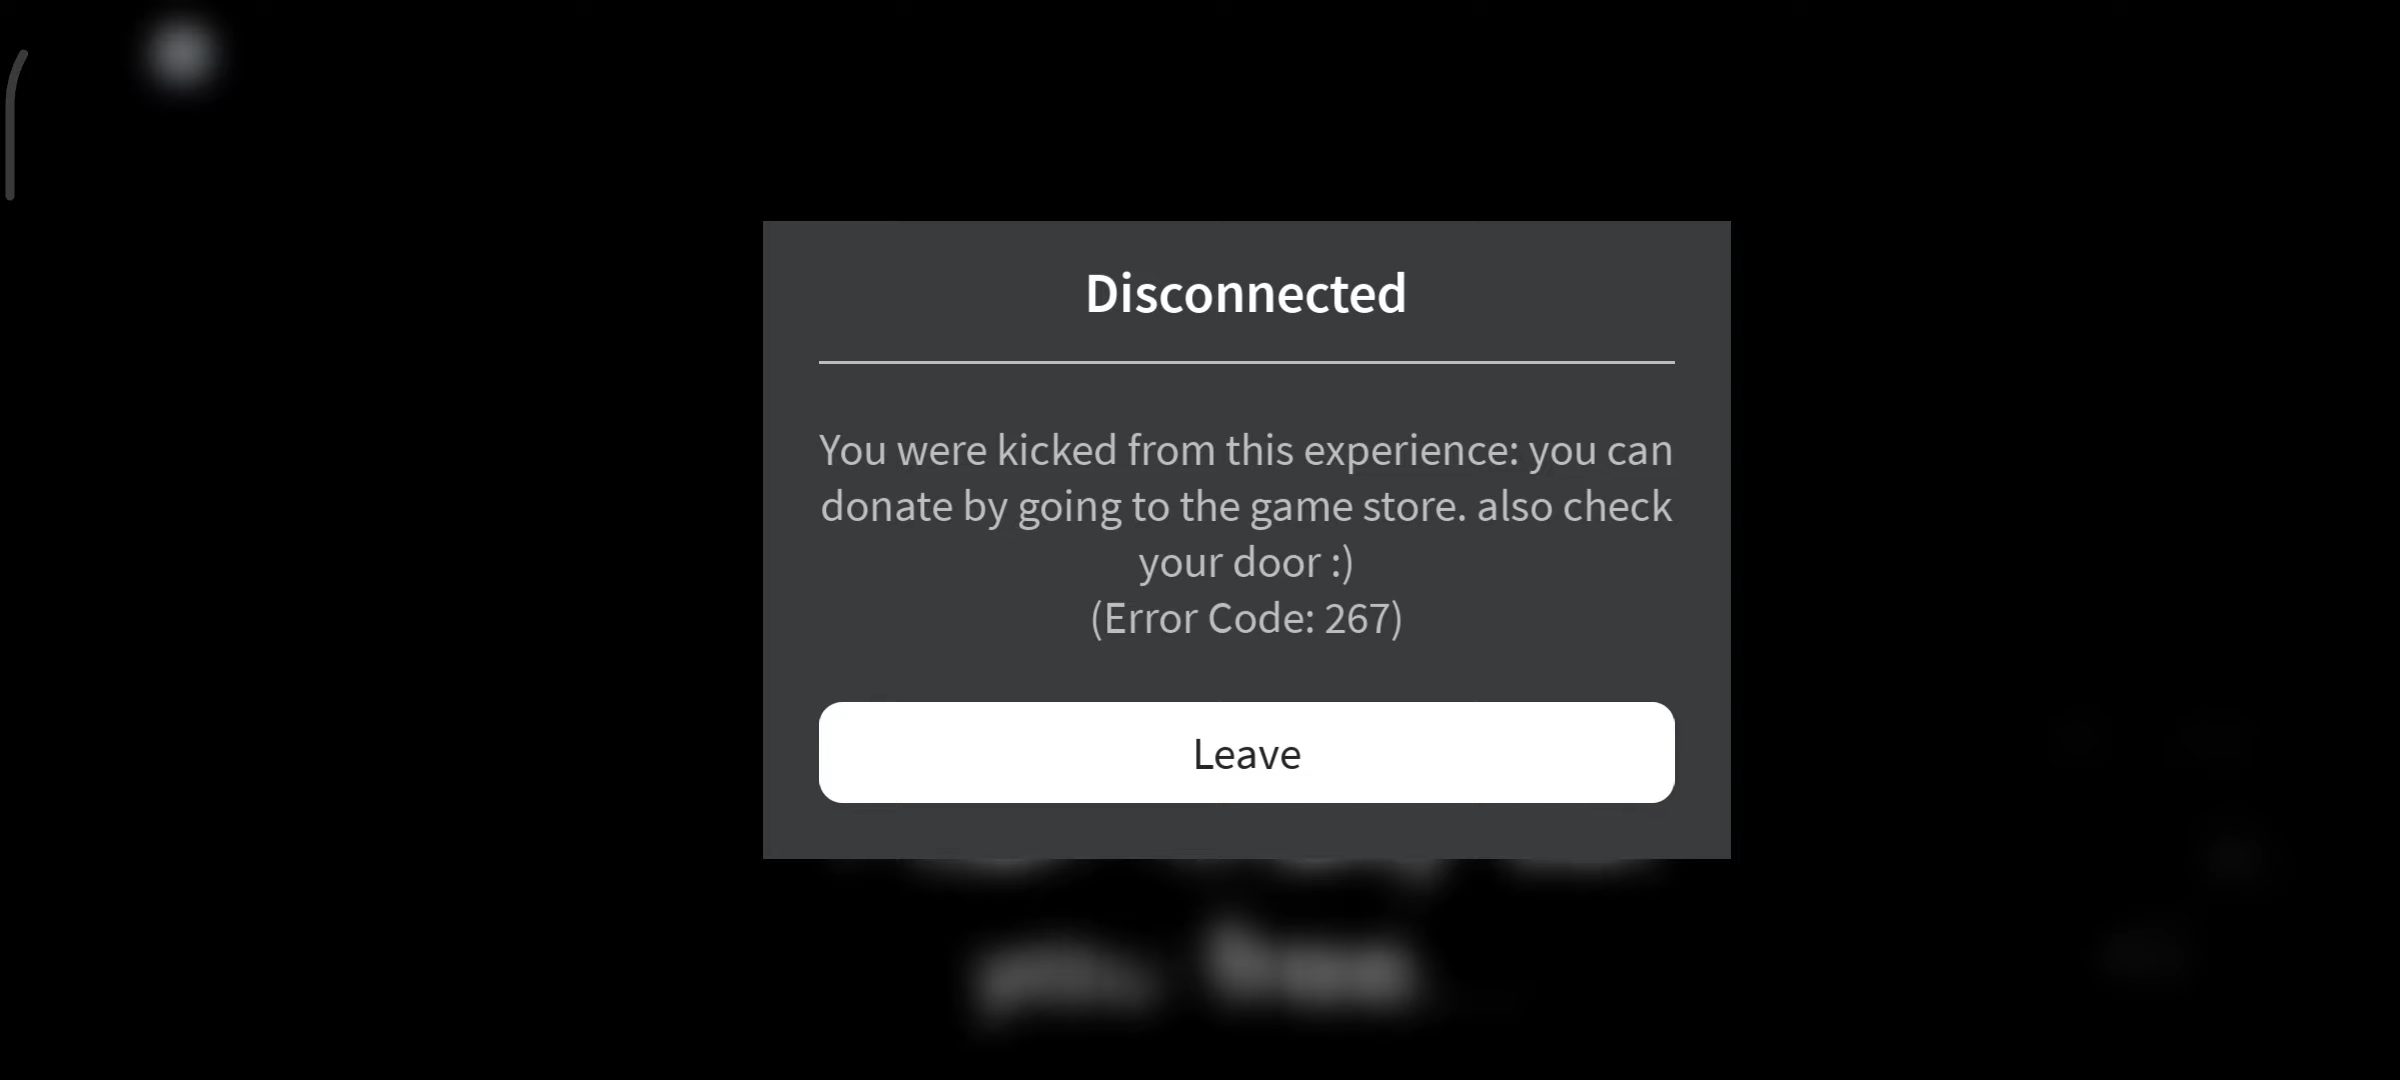 Disconnected
You were kicked from this experience: you can
donate by going to the game store. also check
your door :)
(Error Code: 267)
Leave